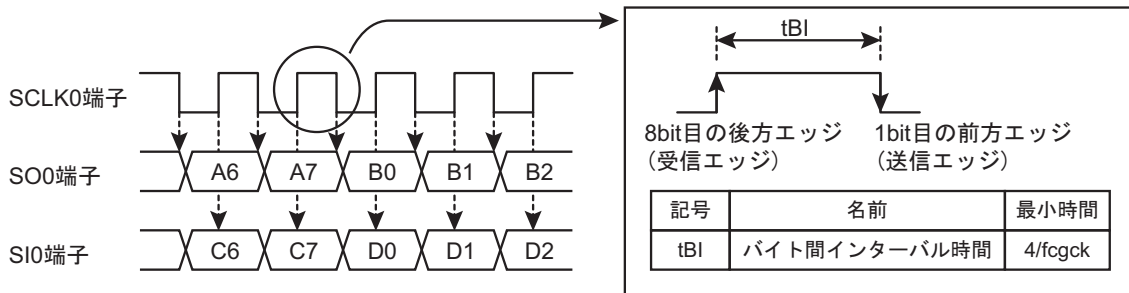 SCLK0端子
SO0端子
A6 A7 B0 B1 B2
SI0端子
C6 C7 D0 D1 D2
tBI
8bit目の後方エッジ
(受信エッジ)
1bit目の前方エッジ
(送信エッジ)
記号 名前 最小時間
tBI バイト間インターバル時間 4/fcgck